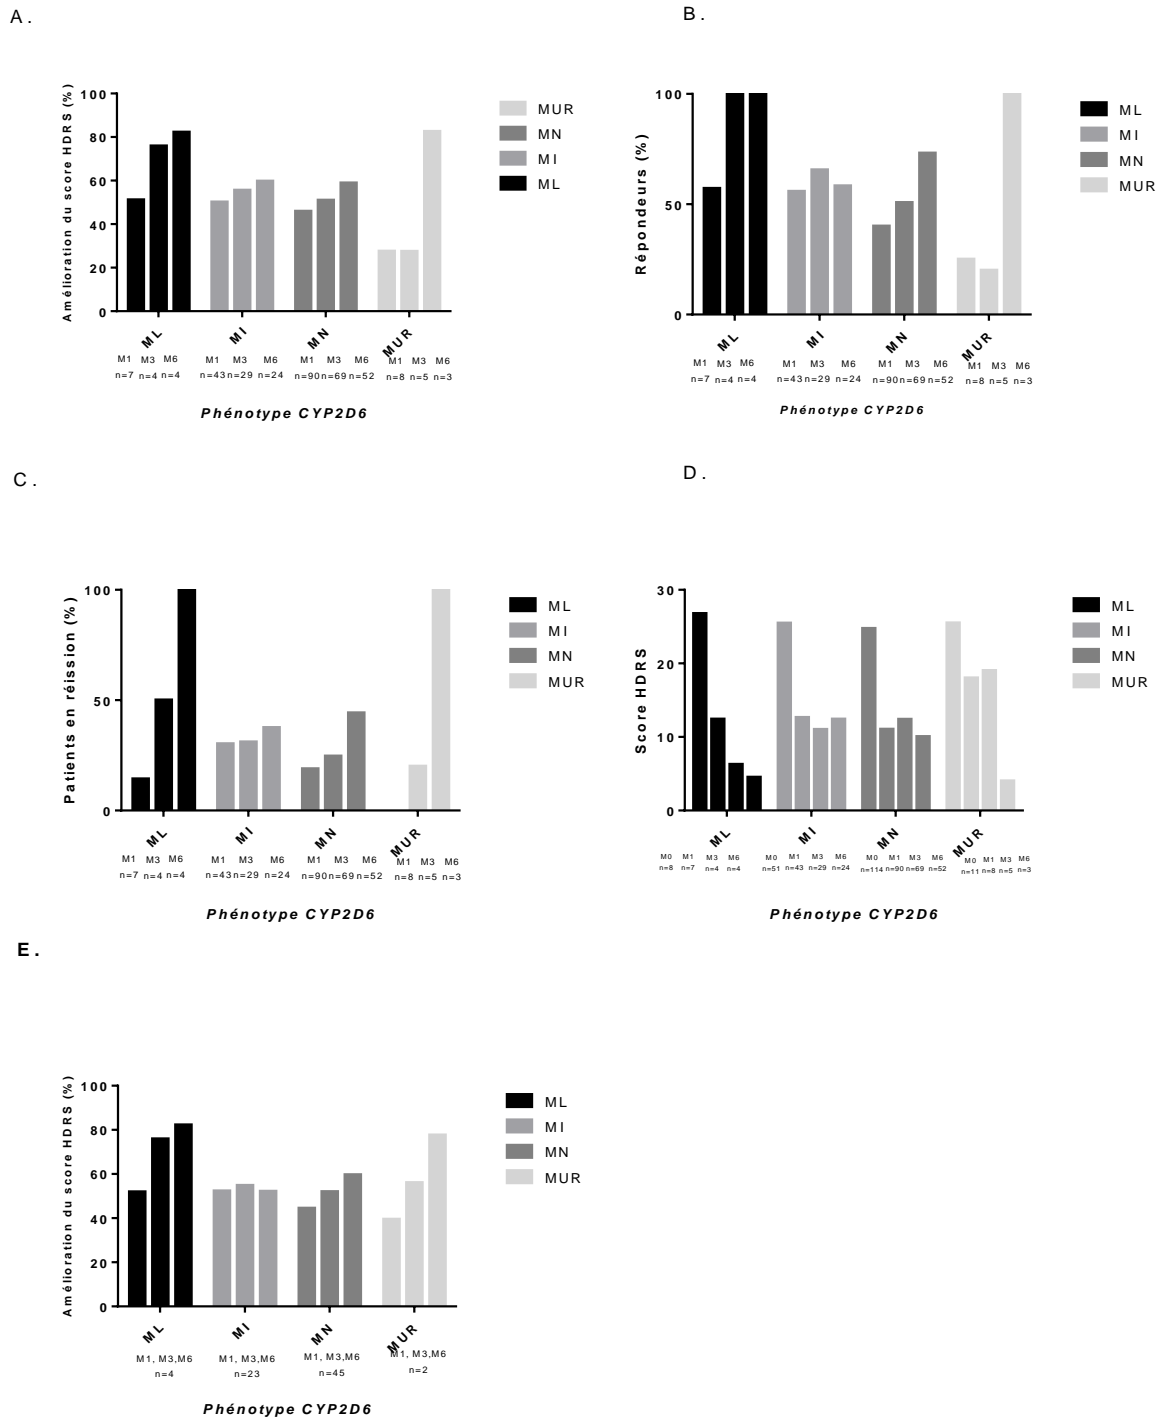 A.
Amélioration du score HDRS (%)
100
80
60
40
20
0
MUR
MN
MI
ML
ML MI MN MUR
M1 M3 M6 M1 M3 M6 M1 M3 M6 M1 M3 M6
n=7 n=4 n=4 n=43 n=29 n=24 n=90 n=69 n=52 n=8 n=5 n=3
Phénotype CYP2D6
B.
Répondeurs (%)
100
50
0
ML
MI
MN
MUR
ML MI MN MUR
M1 M3 M6 M1 M3 M6 M1 M3 M6 M1 M3 M6
n=7 n=4 n=4 n=43 n=29 n=24 n=90 n=69 n=52 n=8 n=5 n=3
Phénotype CYP2D6
C.
Patients en réission (%)
100
50
0
ML
MI
MN
MUR
ML MI MN MUR
M1 M3 M6 M1 M3 M6 M1 M3 M6 M1 M3 M6
n=7 n=4 n=4 n=43 n=29 n=24 n=90 n=69 n=52 n=8 n=5 n=3
Phénotype CYP2D6
D.
Score HDRS
30
20
10
0
ML
MI
MN
MUR
ML MI MN MUR
M0 M1 M3 M6 M0 M1 M3 M6 M0 M1 M3 M6 M0 M1 M3 M6
n=8 n=7 n=4 n=4 n=51 n=43 n=29 n=24 n=114 n=90 n=69 n=52 n=11 n=8 n=5 n=3
Phénotype CYP2D6
E.
Amélioration du score HDRS (%)
100
80
60
40
20
0
ML
MI
MN
MUR
ML MI MN MUR
M1, M3,M6 M1, M3,M6 M1, M3,M6 M1, M3,M6
n=4 n=23 n=45 n=2
Phénotype CYP2D6